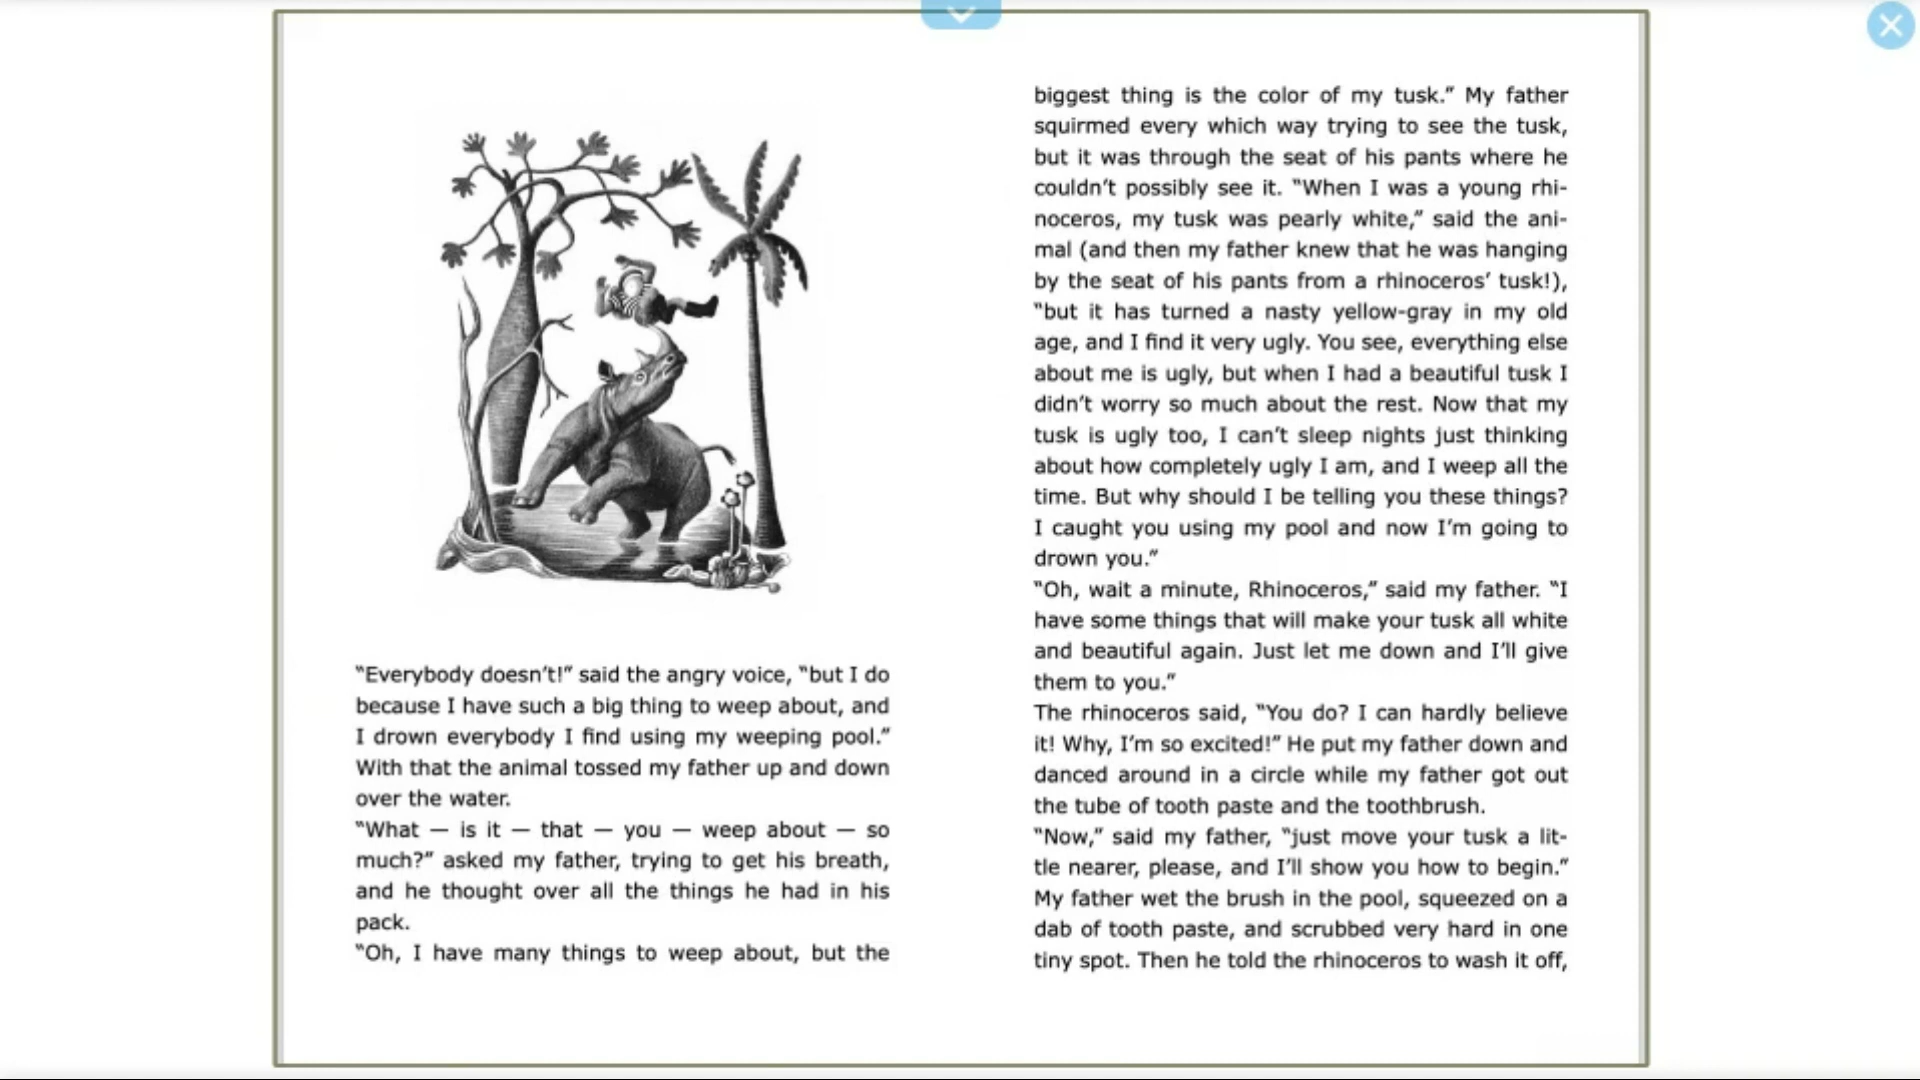 “Everybody doesn’t!” said the angry voice, “but I do
because I have such a big thing to weep about, and
I drown everybody I find using my weeping pool.”
With that the animal tossed my father up and down
over the water.
“What — is it — that — you — weep about — so
much?” asked my father, trying to get his breath,
and he thought over all the things he had in his
pack.
“Oh, I have many things to weep about, but the
biggest thing is the color of my tusk.” My father
squirmed every which way trying to see the tusk,
but it was through the seat of his pants where he
couldn’t possibly see it. “When I was a young rhi-
noceros, my tusk was pearly white,” said the ani-
mal (and then my father knew that he was hanging
by the seat of his pants from a rhinoceros’ tusk!),
“but it has turned a nasty yellow-gray in my old
age, and I find it very ugly. You see, everything else
about me is ugly, but when I had a beautiful tusk I
didn’t worry so much about the rest. Now that my
tusk is ugly too, I can’t sleep nights just thinking
about how completely ugly I am, and I weep all the
time. But why should I be telling you these things?
I caught you using my pool and now I’m going to
drown you.”
“Oh, wait a minute, Rhinoceros,” said my father. “I
have some things that will make your tusk all white
and beautiful again. Just let me down and I’ll give
them to you.”
The rhinoceros said, “You do? I can hardly believe
it! Why, I’m so excited!” He put my father down and
danced around in a circle while my father got out
the tube of tooth paste and the toothbrush.
“Now,” said my father, “just move your tusk a lit-
tle nearer, please, and I’ll show you how to begin.”
My father wet the brush in the pool, squeezed on a
dab of tooth paste, and scrubbed very hard in one
tiny spot. Then he told the rhinoceros to wash it off,